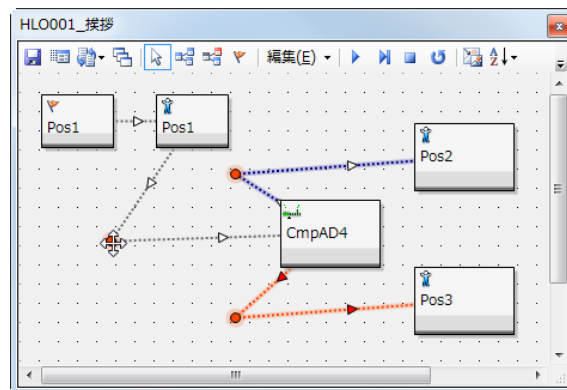 HLO001_挨拶
編集(E)
Pos1
Pos1
Pos2
CmpAD4
Pos3